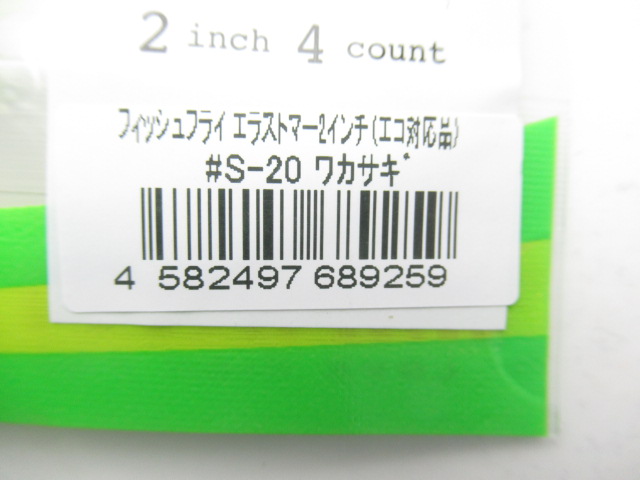 2 inch 4 count
フィッシュフライ エラストマー2インチ(エコ対応品)
#S-20 ワカサギ
4 582497 689259